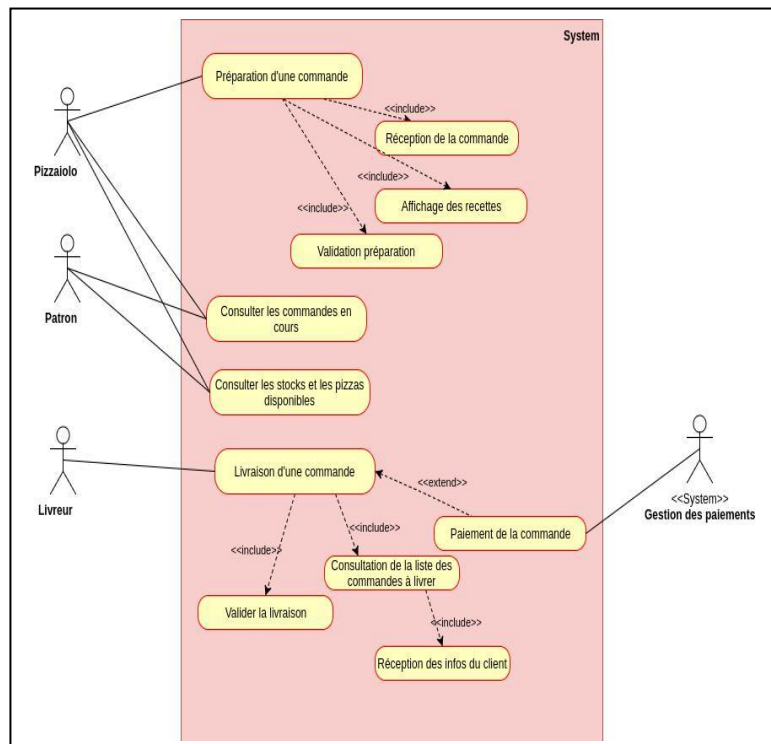 System
Préparation d'une commande
<<include>>
Réception de la commande
Pizzaiolo
<<include>>
Affichage des recettes
<<include>>
Validation préparation
Patron
Consulter les commandes en
cours
Consulter les stocks et les pizzas
disponibles
Livraison d'une commande
<<extend>>
Livreur
<<System>>
Gestion des paiements
Paiement de la commande
<<include>>
<<include>>
Consultation de la liste des
commandes à livrer
Valider la livraison
<<include>>
Réception des infos du client